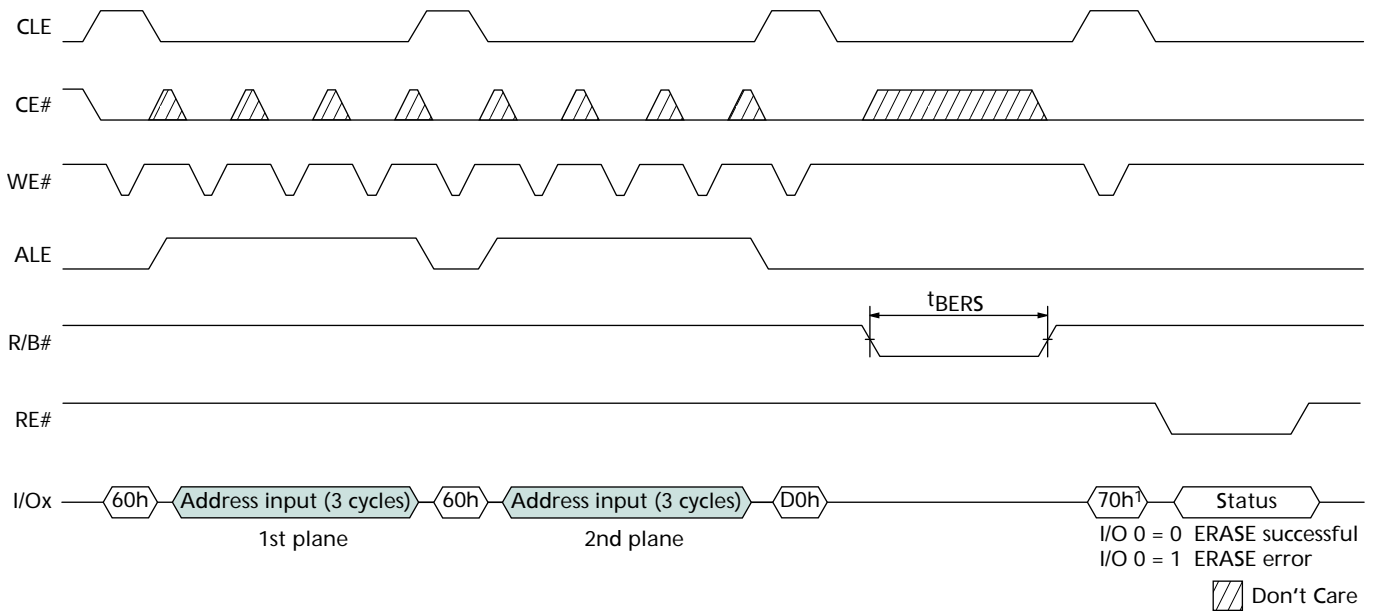 CLE
CE#
WE#
ALE
tBERS
R/B#
RE#
I/Ox 60h Address input (3 cycles) 60h Address input (3 cycles) D0h 70h1 Status
1st plane 2nd plane I/O 0 = 0 ERASE successful
I/O 0 = 1 ERASE error
Don't Care